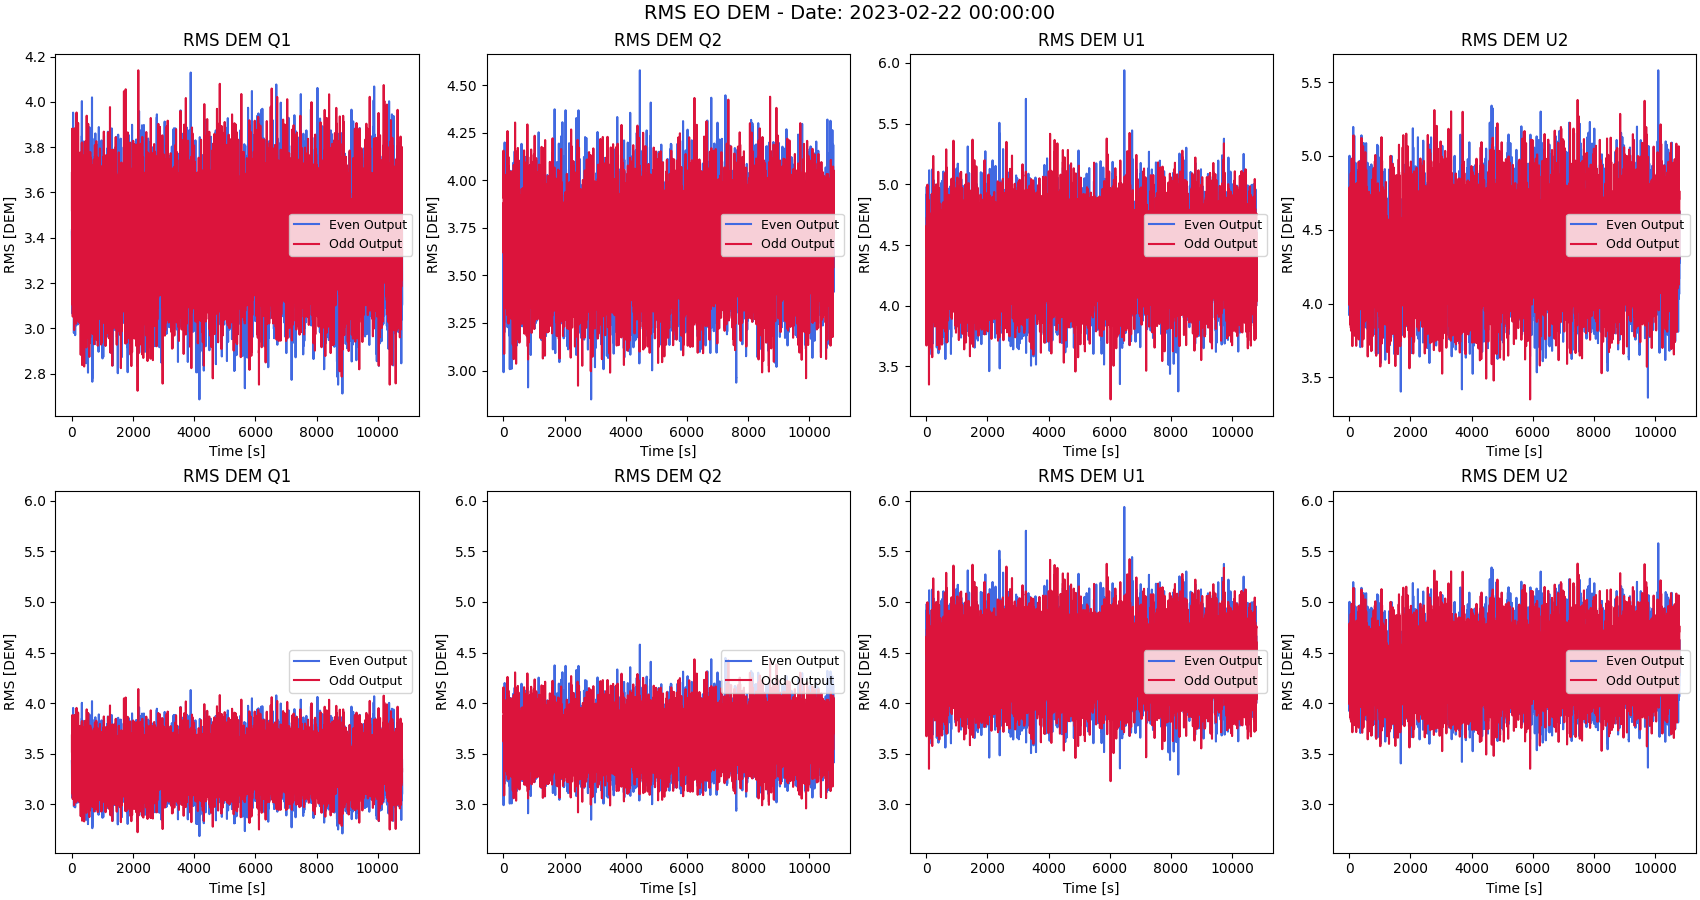 RMS EO DEM - Date: 2023-02-22 00:00:00
RMS DEM Q1
RMS [DEM]
4.2
4.0
3.8
3.6
3.4
3.2
3.0
2.8
Even Output
Odd Output
0 2000 4000 6000 8000 10000
Time [s]
RMS DEM Q2
RMS [DEM]
4.50
4.25
4.00
3.75
3.50
3.25
3.00
Even Output
Odd Output
0 2000 4000 6000 8000 10000
Time [s]
RMS DEM U1
RMS [DEM]
6.0
5.5
5.0
4.5
4.0
3.5
Even Output
Odd Output
0 2000 4000 6000 8000 10000
Time [s]
RMS DEM U2
RMS [DEM]
5.5
5.0
4.5
4.0
3.5
Even Output
Odd Output
0 2000 4000 6000 8000 10000
Time [s]
RMS DEM Q1
RMS [DEM]
6.0
5.5
5.0
4.5
4.0
3.5
3.0
Even Output
Odd Output
0 2000 4000 6000 8000 10000
Time [s]
RMS DEM Q2
RMS [DEM]
6.0
5.5
5.0
4.5
4.0
3.5
3.0
Even Output
Odd Output
0 2000 4000 6000 8000 10000
Time [s]
RMS DEM U1
RMS [DEM]
6.0
5.5
5.0
4.5
4.0
3.5
3.0
Even Output
Odd Output
0 2000 4000 6000 8000 10000
Time [s]
RMS DEM U2
RMS [DEM]
6.0
5.5
5.0
4.5
4.0
3.5
3.0
Even Output
Odd Output
0 2000 4000 6000 8000 10000
Time [s]